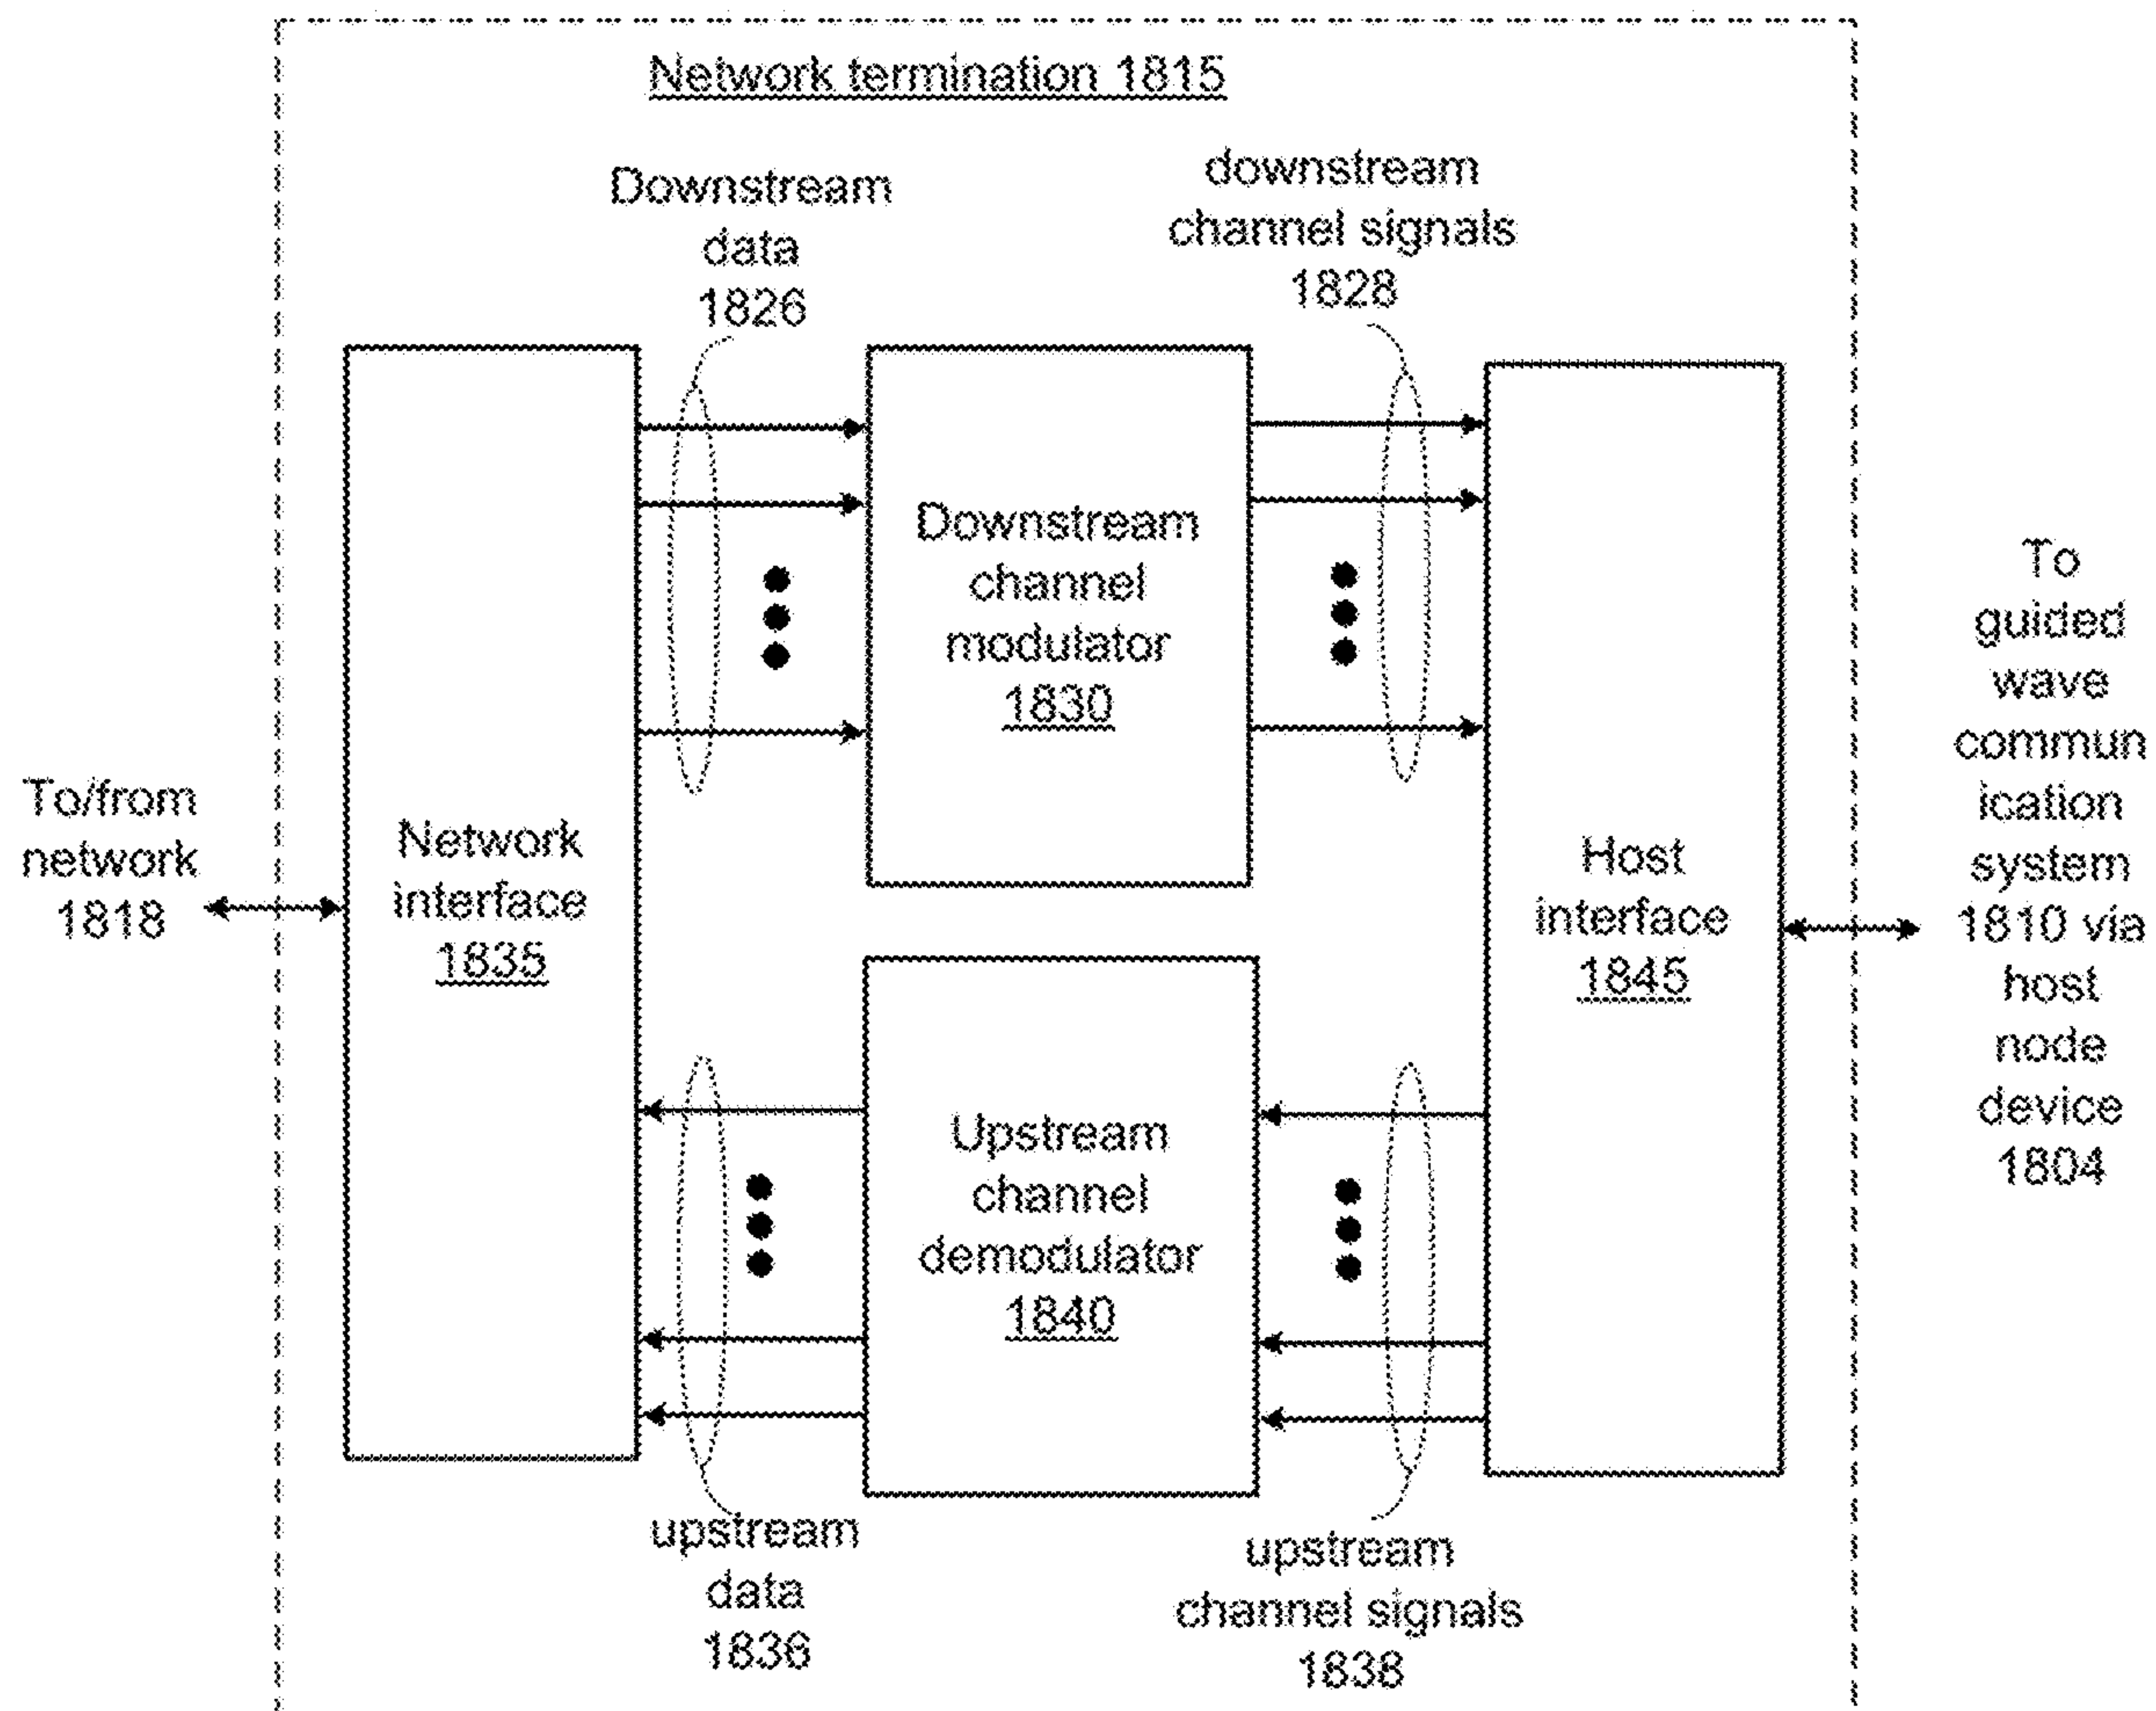 Network termination 1815
Downstream
data
1826
downstream
channel signals
1828
Downstream
channel
modulator
1830
To/from
network
1818
Network
interface
1835
Host
interface
1845
To
guided
wave
commun
ication
system
1810 via
host
node
device
1804
Upstream
channel
demodulator
1840
upstream
data
1836
upstream
channel signals
1838